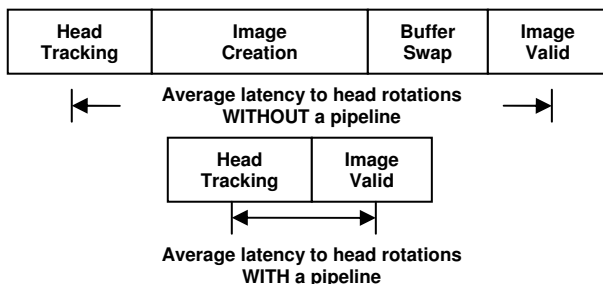 Head Tracking
Image Creation
Buffer Swap
Image Valid
Average latency to head rotations
WITHOUT a pipeline
Head Tracking
Image Valid
Average latency to head rotations
WITH a pipeline